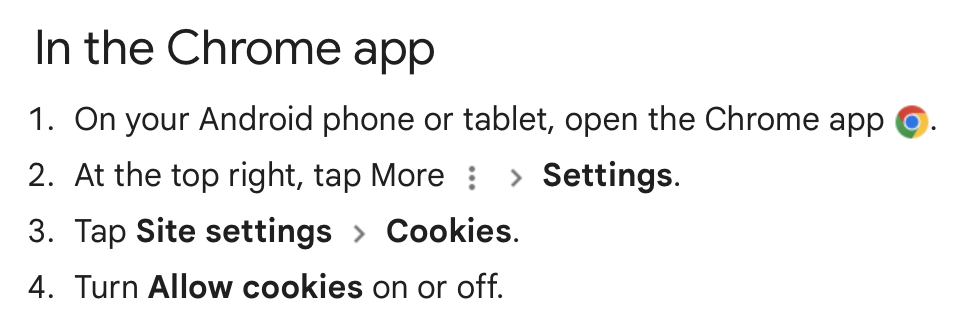 In the Chrome app
1. On your Android phone or tablet, open the Chrome app .
2. At the top right, tap More > Settings.
3. Tap Site settings > Cookies.
4. Turn Allow cookies on or off.